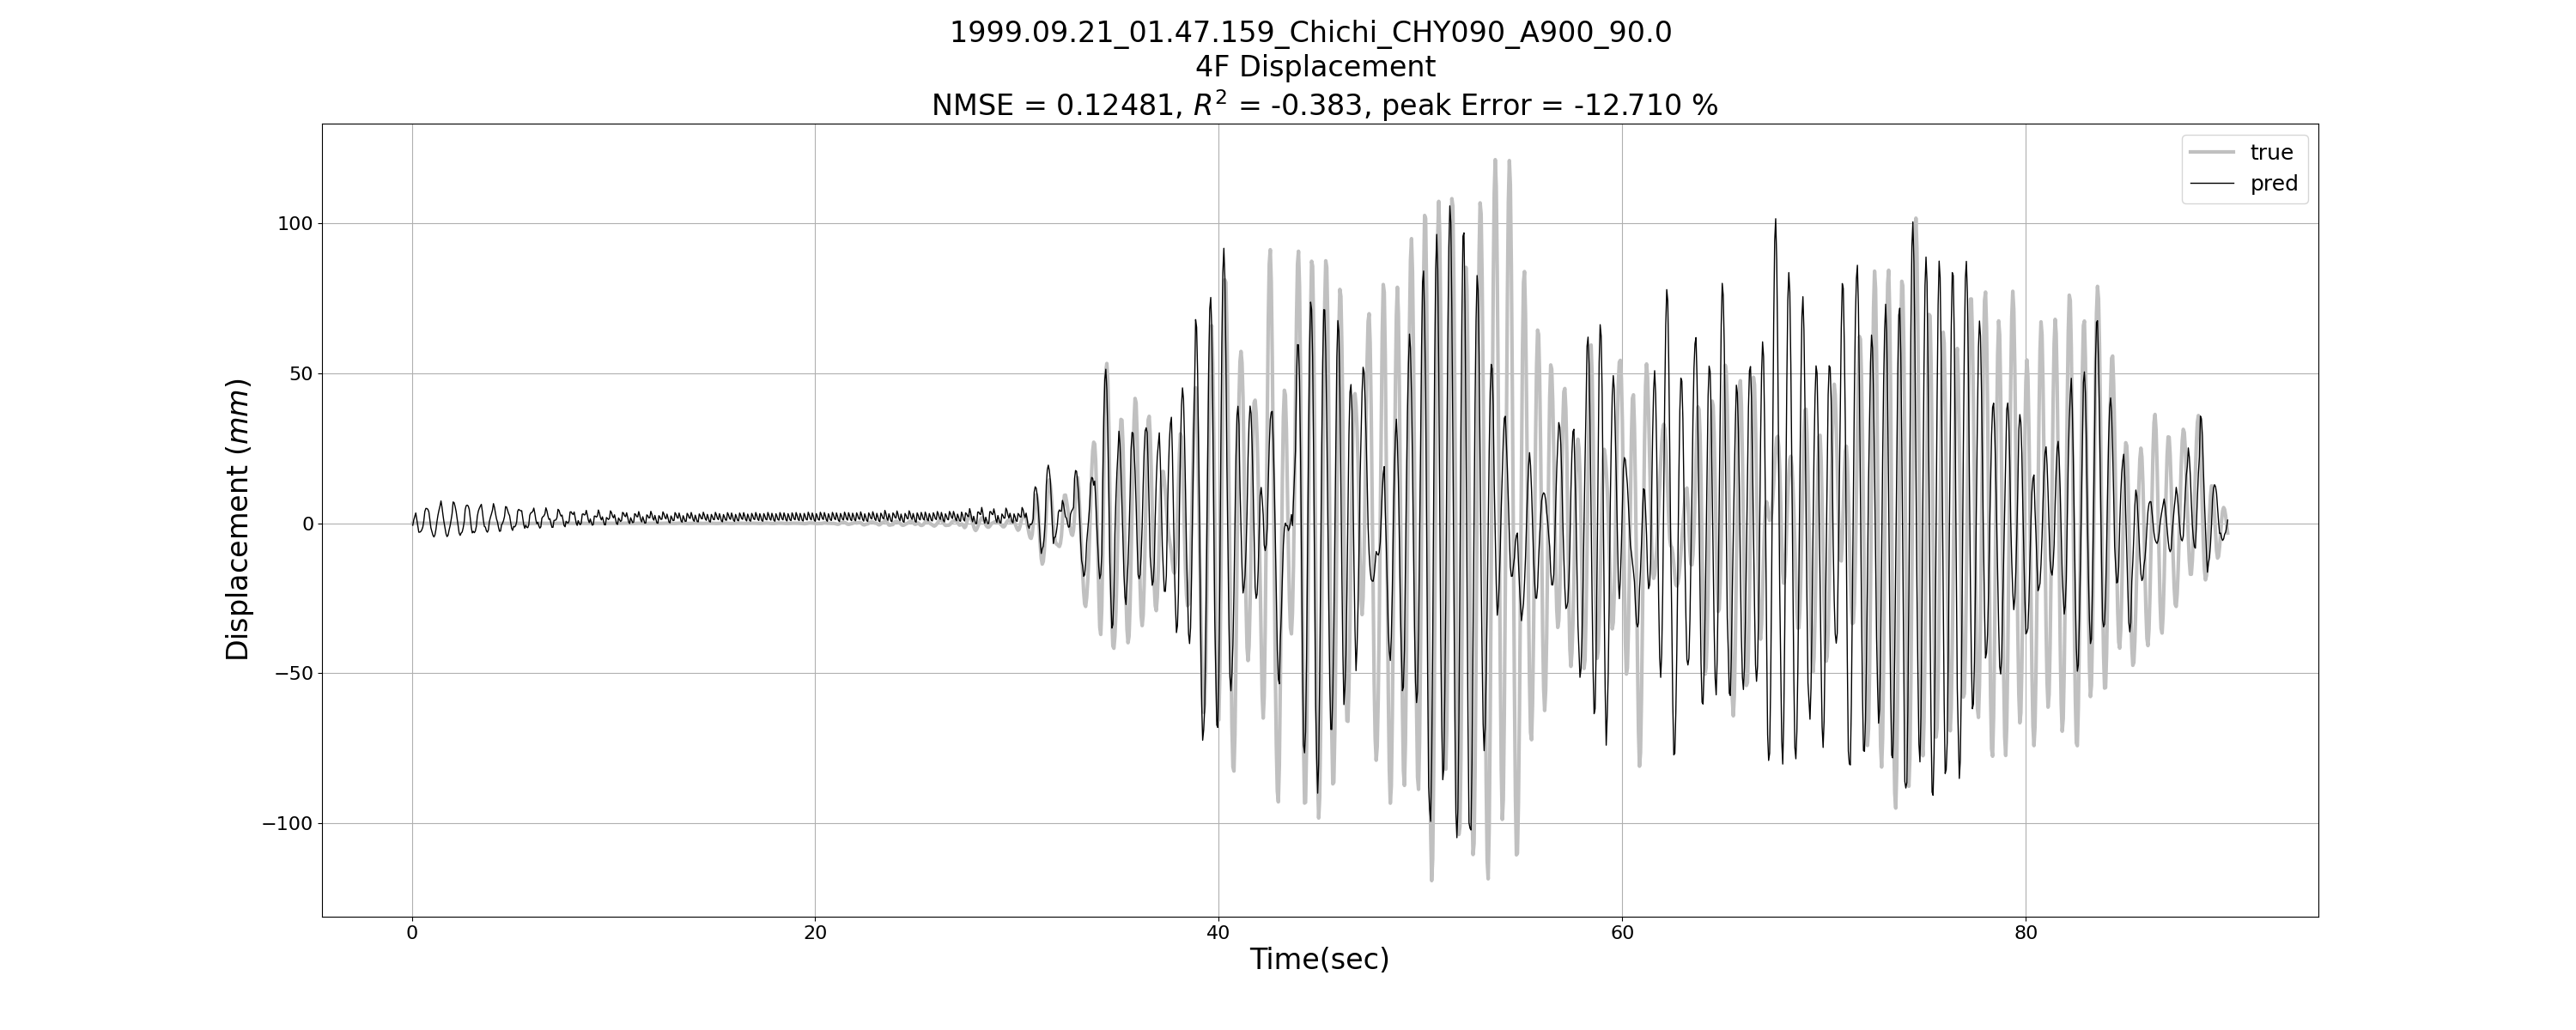 1999.09.21_01.47.159_Chichi_CHY090_A900_90.0
4F Displacement
NMSE = 0.12481, R² = -0.383, peak Error = -12.710 %
true
pred
Displacement (mm)
100
50
0
−50
−100
0 20 40 60 80
Time(sec)